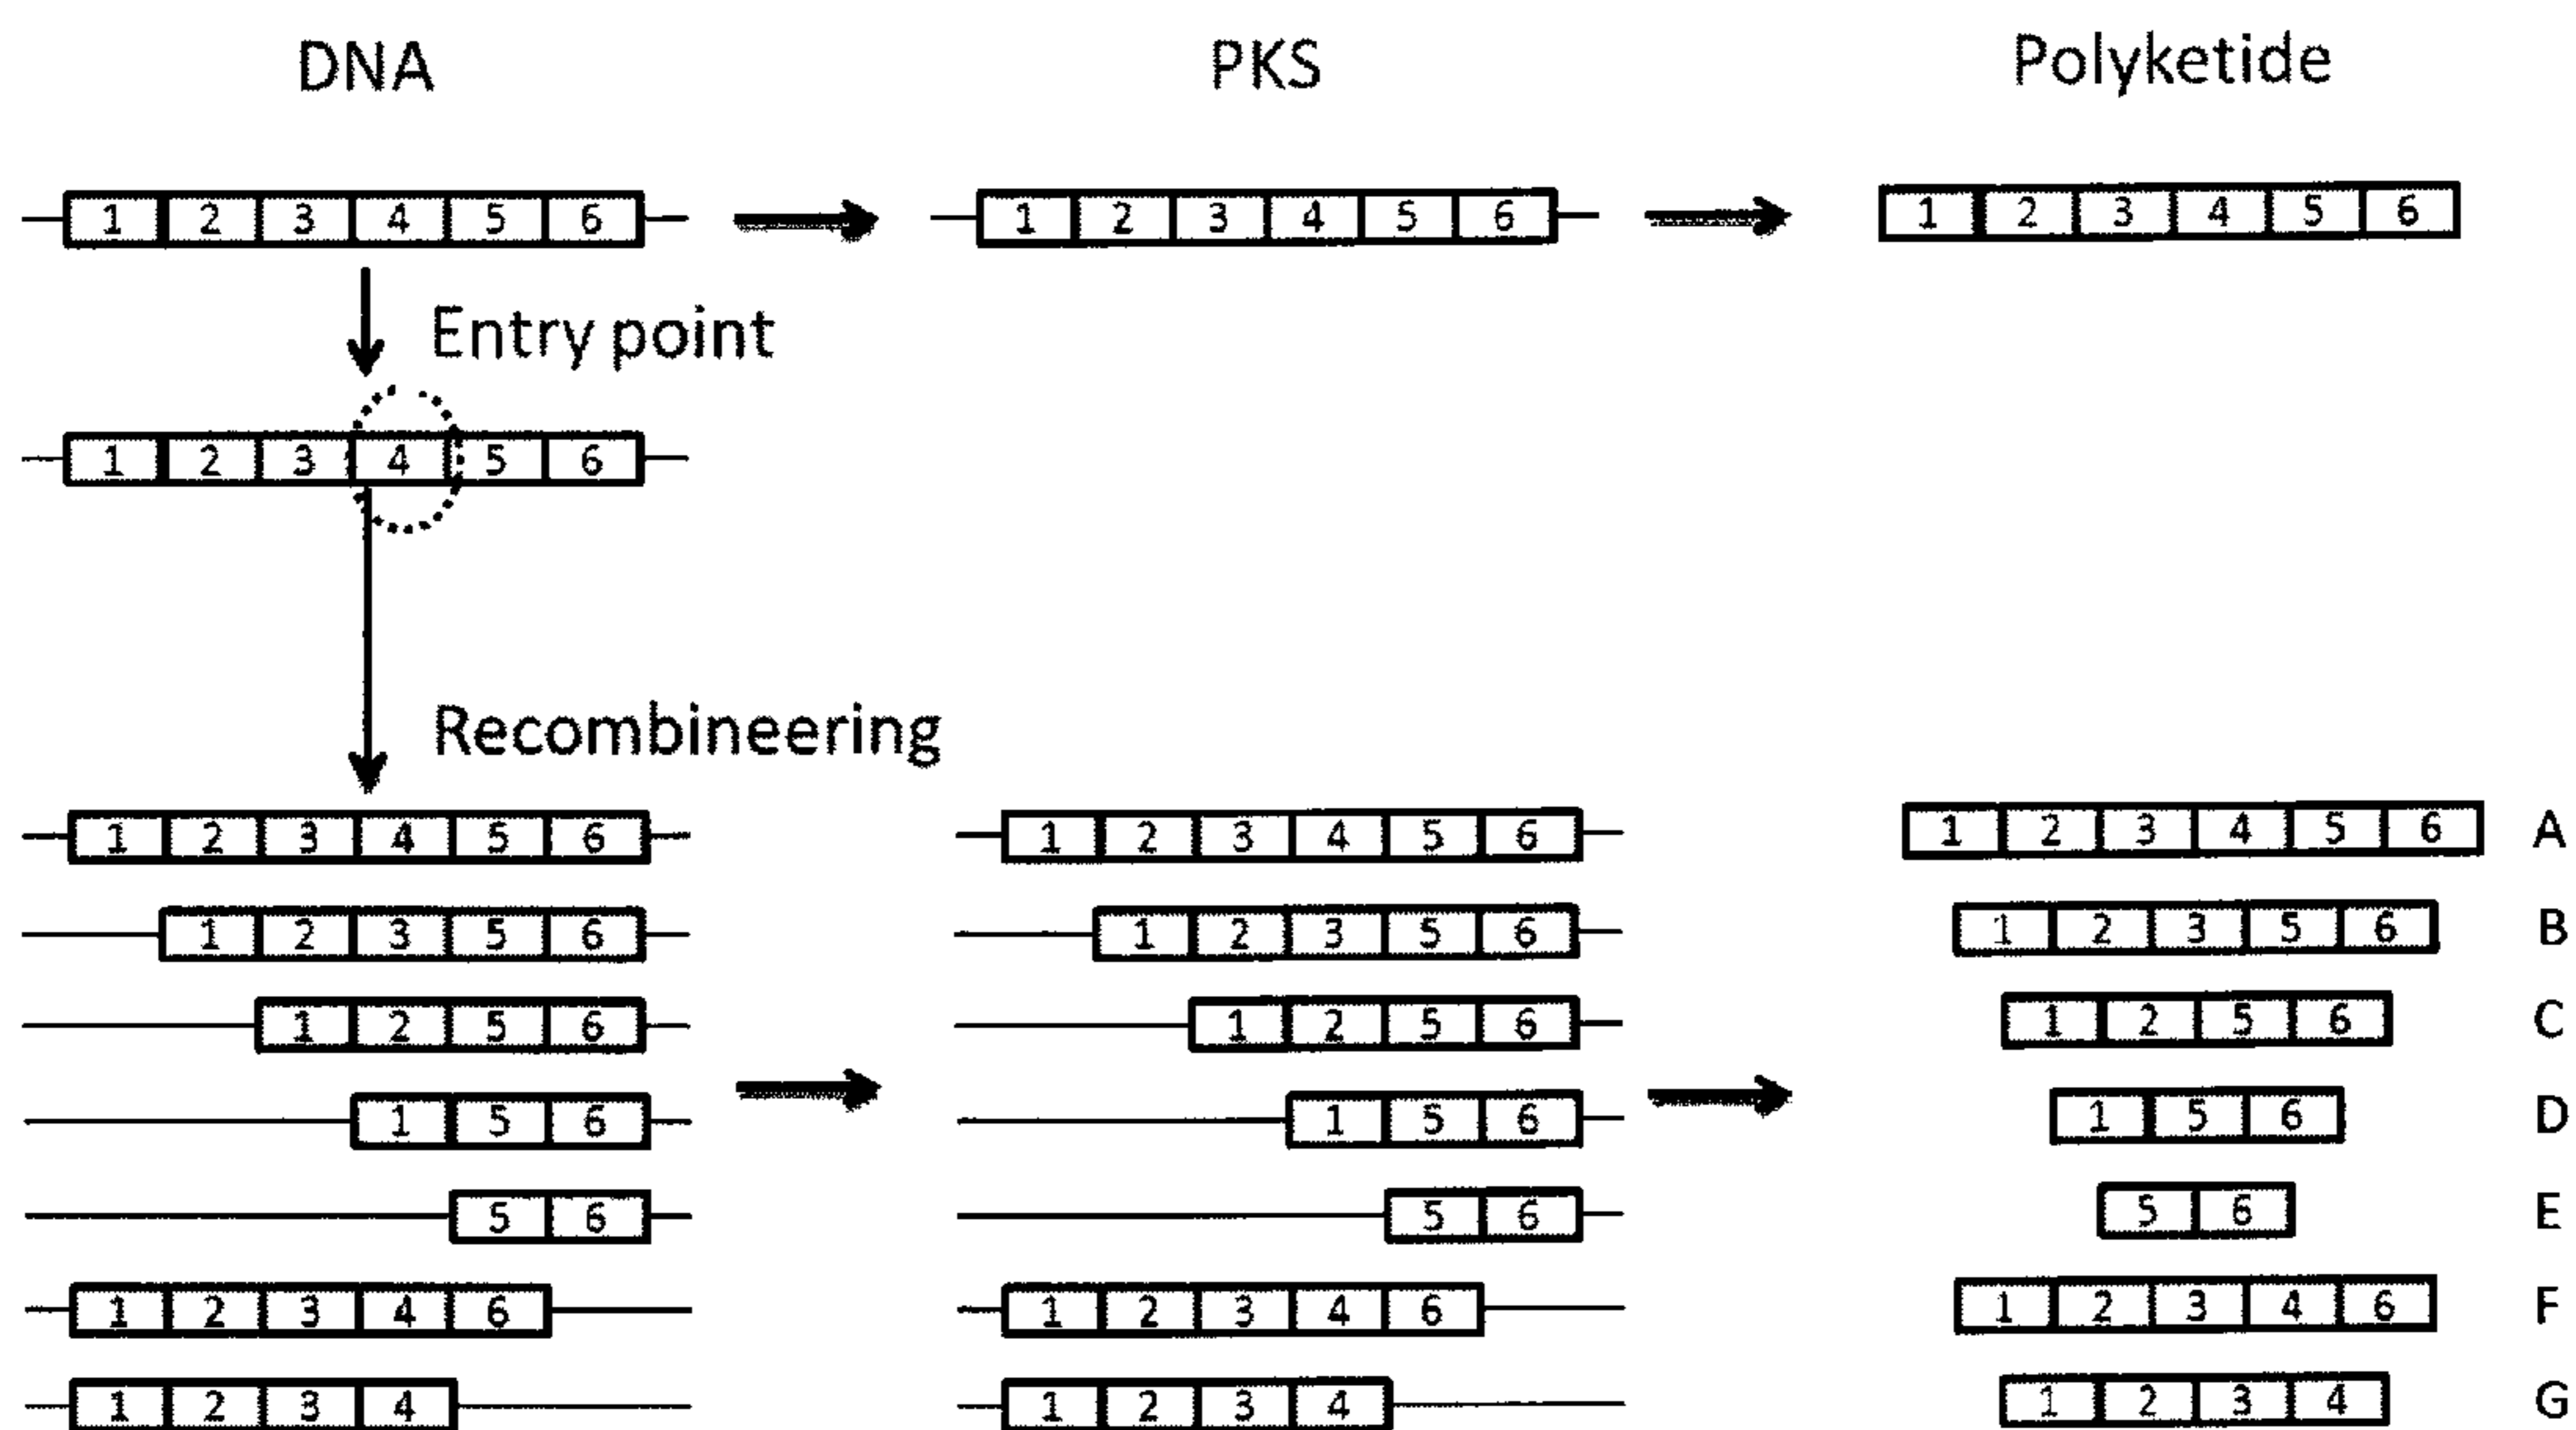 DNA PKS Polyketide
1 2 3 4 5 6 1 2 3 4 5 6 1 2 3 4 5 6
Entry point
1 2 3 4 5 6
Recombineering
1 2 3 4 5 6 1 2 3 4 5 6 1 2 3 4 5 6 A
1 2 3 5 6 1 2 3 5 6 1 2 3 5 6 B
1 2 5 6 1 2 5 6 1 2 5 6 C
1 5 6 1 5 6 1 5 6 D
5 6 5 6 5 6 E
1 2 3 4 6 1 2 3 4 6 1 2 3 4 6 F
1 2 3 4 1 2 3 4 1 2 3 4 G